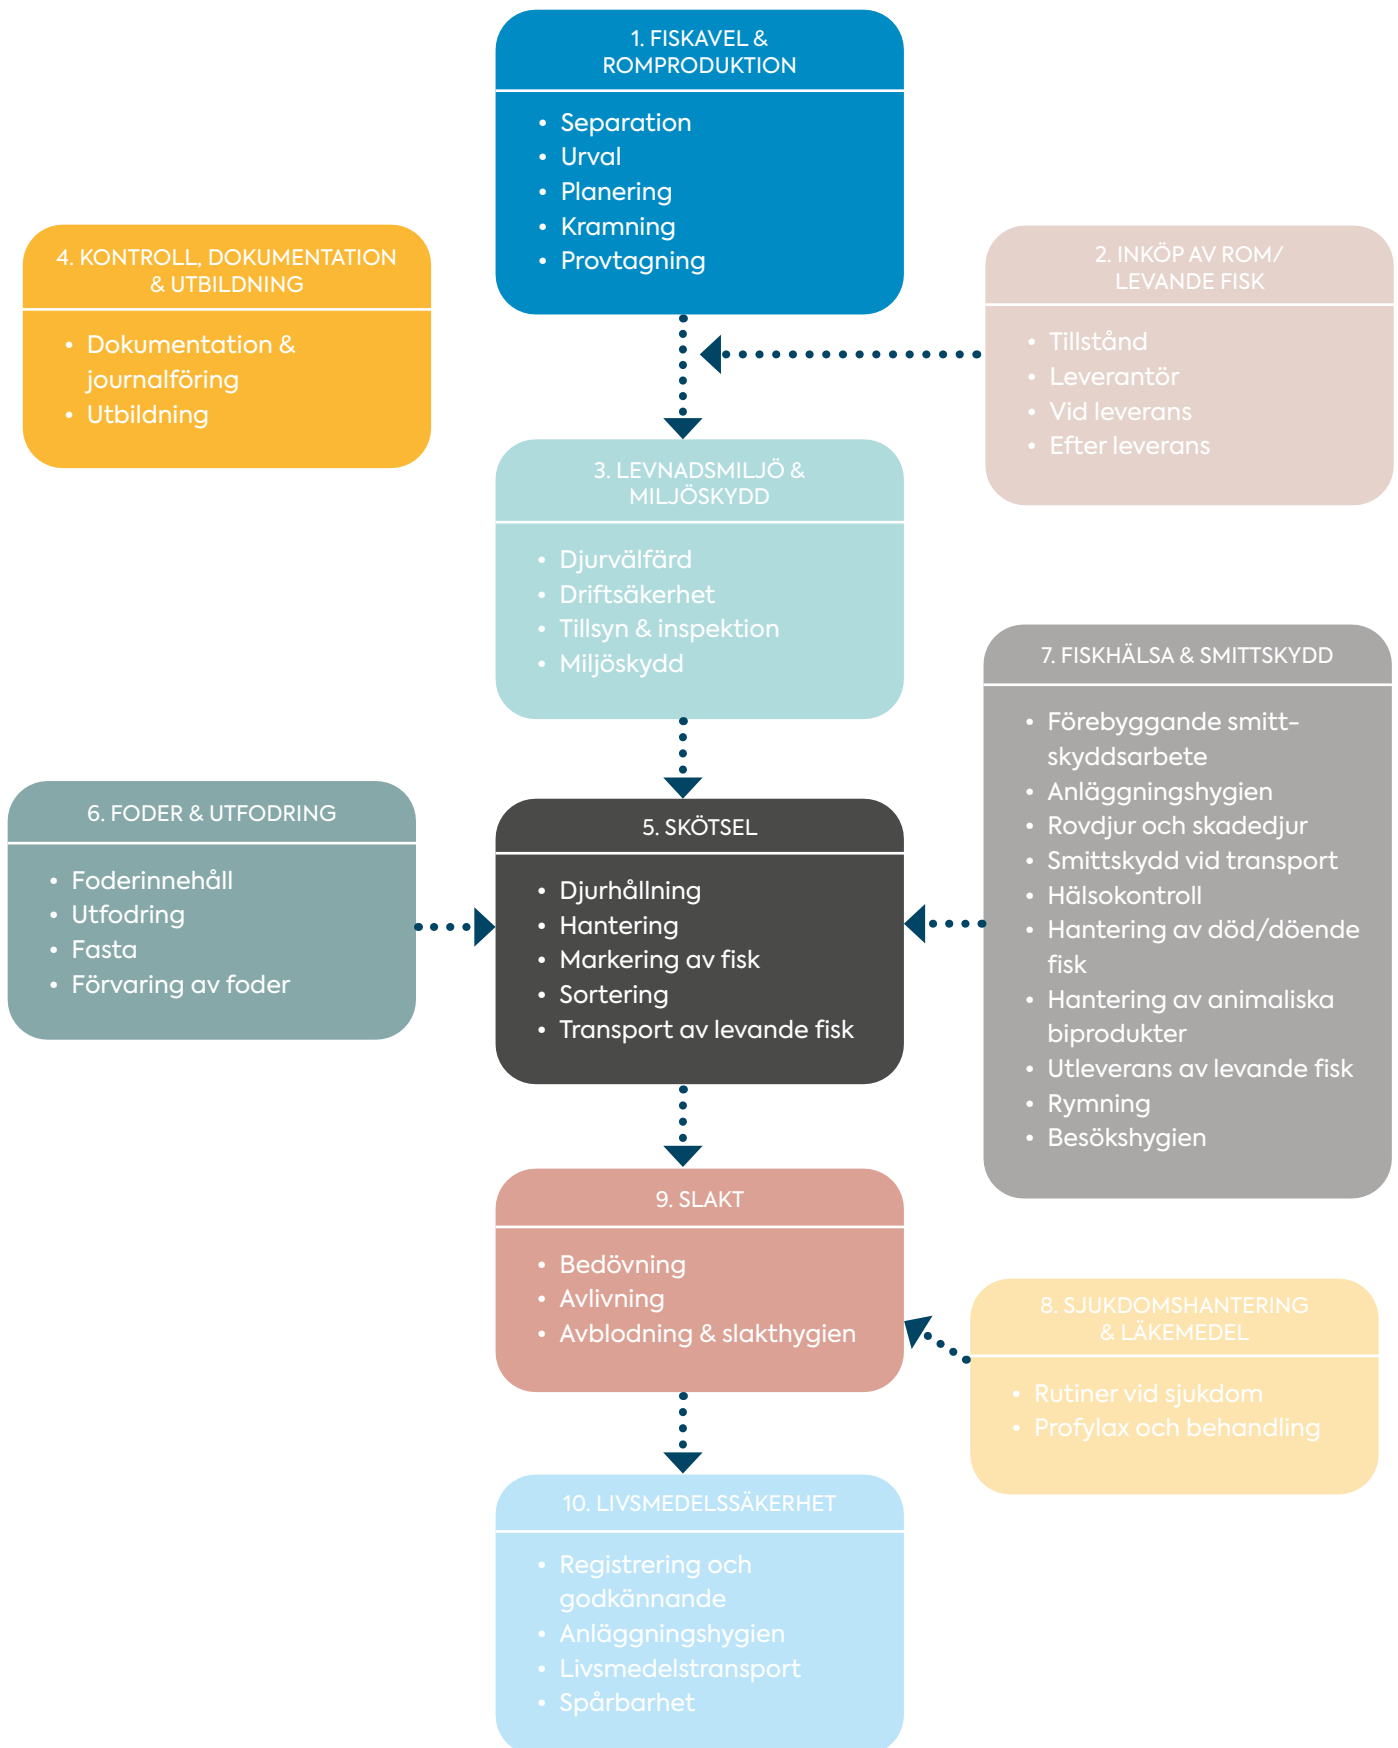 1. FISKAVEL &
ROMPRODUKTION
• Separation
• Urval
• Planering
• Kramning
• Provtagning
4. KONTROLL, DOKUMENTATION
& UTBILDNING
• Dokumentation &
journalföring
• Utbildning
2. INKÖP AV ROM/
LEVANDE FISK
• Tillstånd
• Leverantör
• Vid leverans
• Efter leverans
3. LEVNADSMILJÖ &
MILJÖSKYDD
• Djurvälfärd
• Driftsäkerhet
• Tillsyn & inspektion
• Miljöskydd
7. FISKHÄLSA & SMITTSKYDD
• Förebyggande smitt-
skyddsarbete
• Anläggningshygien
• Rovdjur och skadedjur
• Smittskydd vid transport
• Hälsokontroll
• Hantering av död/döende
fisk
• Hantering av animaliska
biprodukter
• Utleverans av levande fisk
• Rymning
• Besökshygien
6. FODER & UTFODRING
• Foderinnehåll
• Utfodring
• Fasta
• Förvaring av foder
5. SKÖTSEL
• Djurhållning
• Hantering
• Markering av fisk
• Sortering
• Transport av levande fisk
9. SLAKT
• Bedövning
• Avlivning
• Avblodning & slakthygien
8. SJUKDOMSHANTERING
& LÄKEMEDEL
• Rutiner vid sjukdom
• Profylax och behandling
10. LIVSMEDELSSÄKERHET
• Registrering och
godkännande
• Anläggningshygien
• Livsmedelstransport
• Spårbarhet